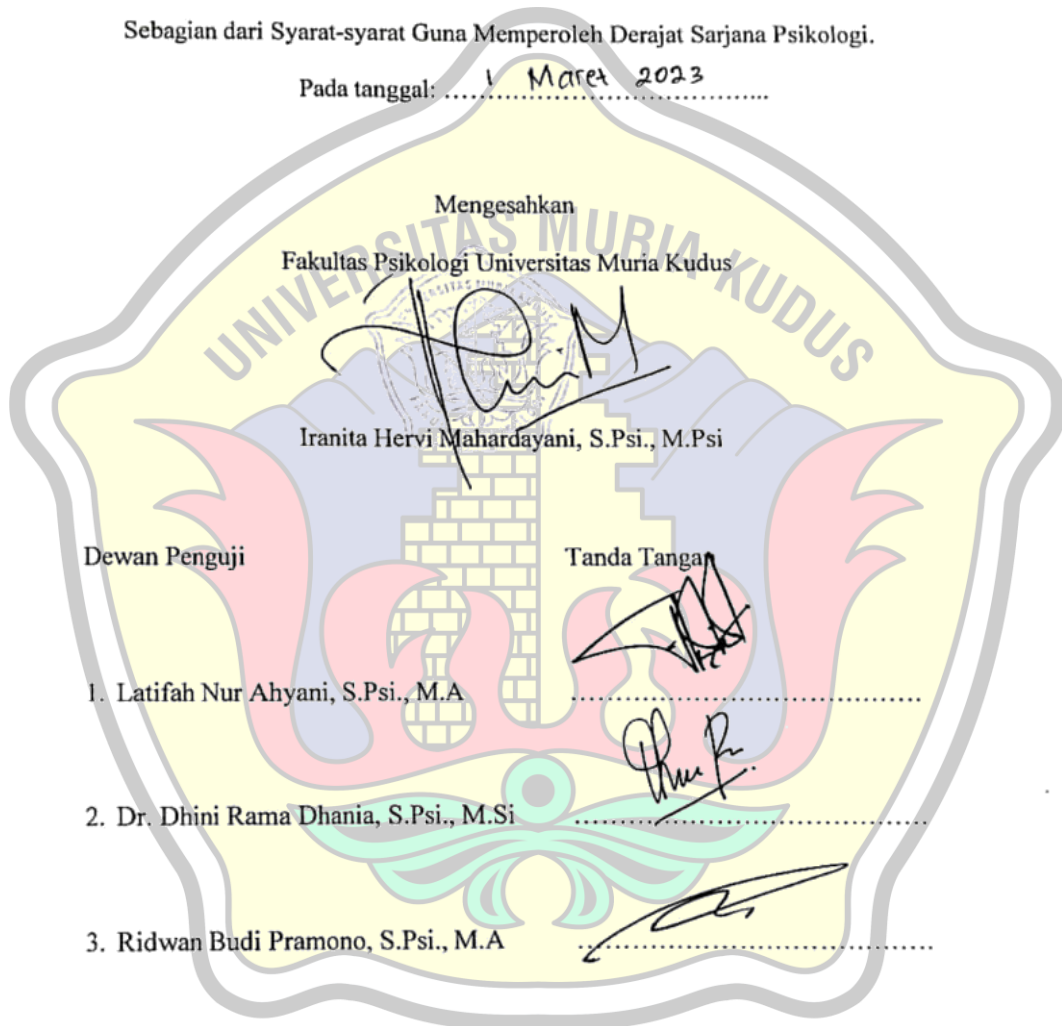 Sebagian dari Syarat-syarat Guna Memperoleh Derajat Sarjana Psikologi.
Pada tanggal: 1 Maret 2023
Mengesahkan
UNIVERSITAS MURIA KUDUS
Fakultas Psikologi Universitas Muria Kudus
Iranita Hervi Mahardayani, S.Psi., M.Psi
Dewan Penguji Tanda Tangan
1. Latifah Nur Ahyani, S.Psi., M.A
2. Dr. Dhini Rama Dhania, S.Psi., M.Si
3. Ridwan Budi Pramono, S.Psi., M.A